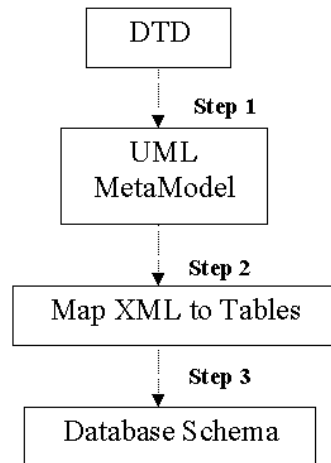 DTD
Step 1
UML
MetaModel
Step 2
Map XML to Tables
Step 3
Database Schema